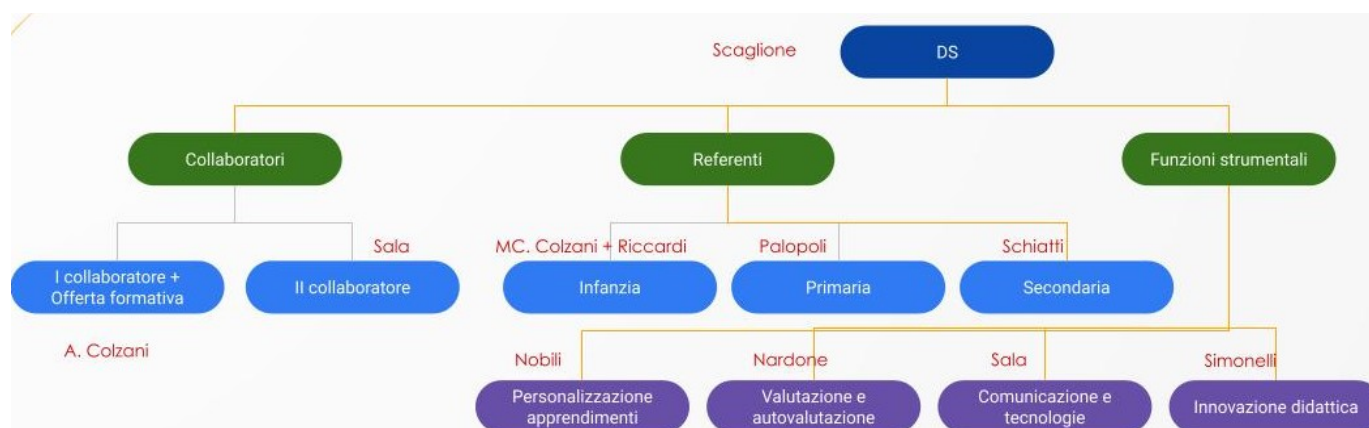 Scaglione
DS
Collaboratori
Referenti
Funzioni strumentali
Sala
MC. Colzani + Riccardi
Palopoli
Schiatti
I collaboratore +
Offerta formativa
II collaboratore
Infanzia
Primaria
Secondaria
A. Colzani
Nobili
Nardone
Sala
Simonelli
Personalizzazione
apprendimenti
Valutazione e
autovalutazione
Comunicazione e
tecnologie
Innovazione didattica